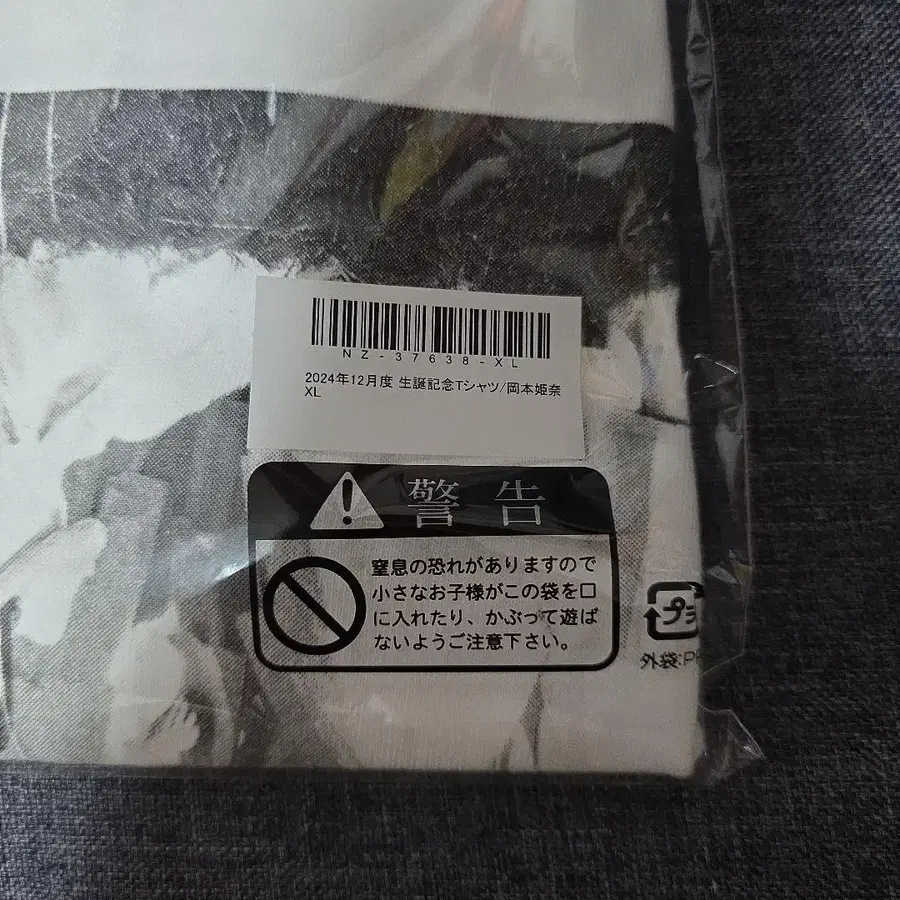 NZ-37638-XL
2024年12月度 生誕記念Tシャツ/岡本姫奈
XL
警告
窒息の恐れがありますので
小さなお子様がこの袋を口
に入れたり、かぶって遊ば
ないようご注意下さい。
プラ
外袋:PP